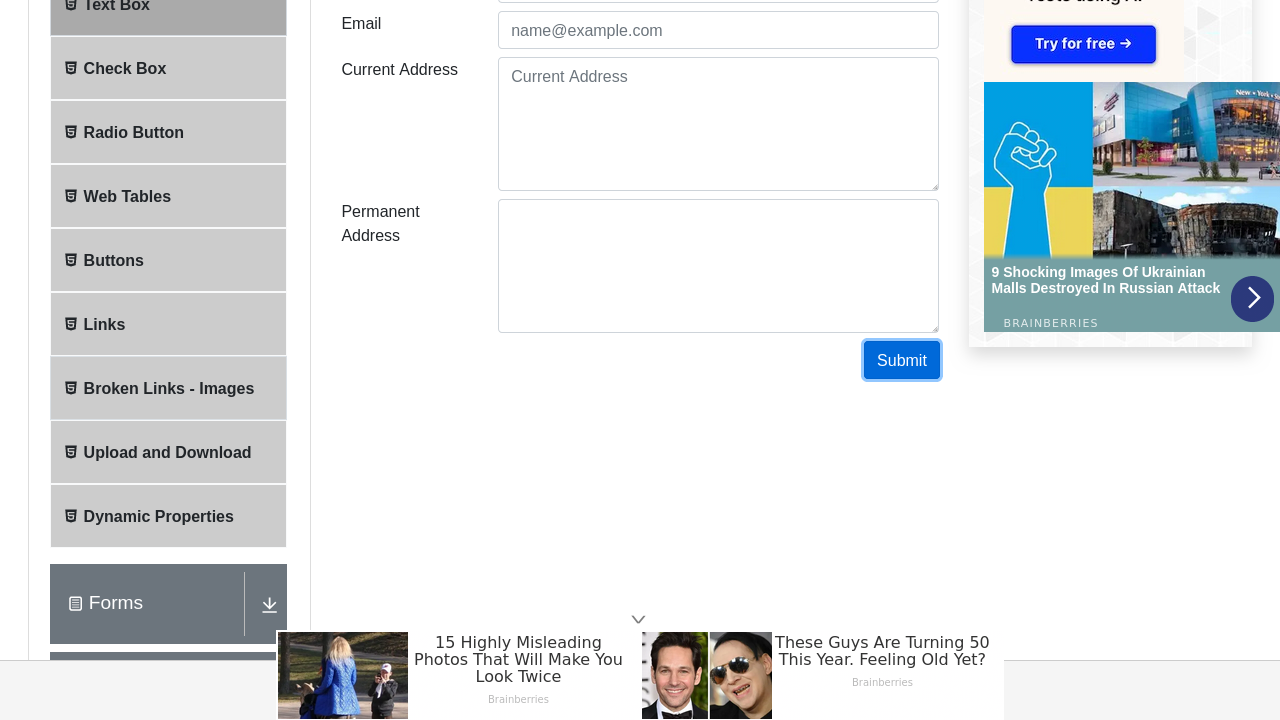 Text Box
Check Box
Radio Button
Web Tables
Buttons
Links
Broken Links - Images
Upload and Download
Dynamic Properties
Forms
Email
name@example.com
Current Address
Current Address
Permanent
Address
Submit
Try for free →
New • York •
9 Shocking Images Of Ukrainian
Malls Destroyed In Russian Attack
BRAINBERRIES
15 Highly Misleading
Photos That Will Make You
Look Twice
Brainberries
These Guys Are Turning 50
This Year. Feeling Old Yet?
Brainberries